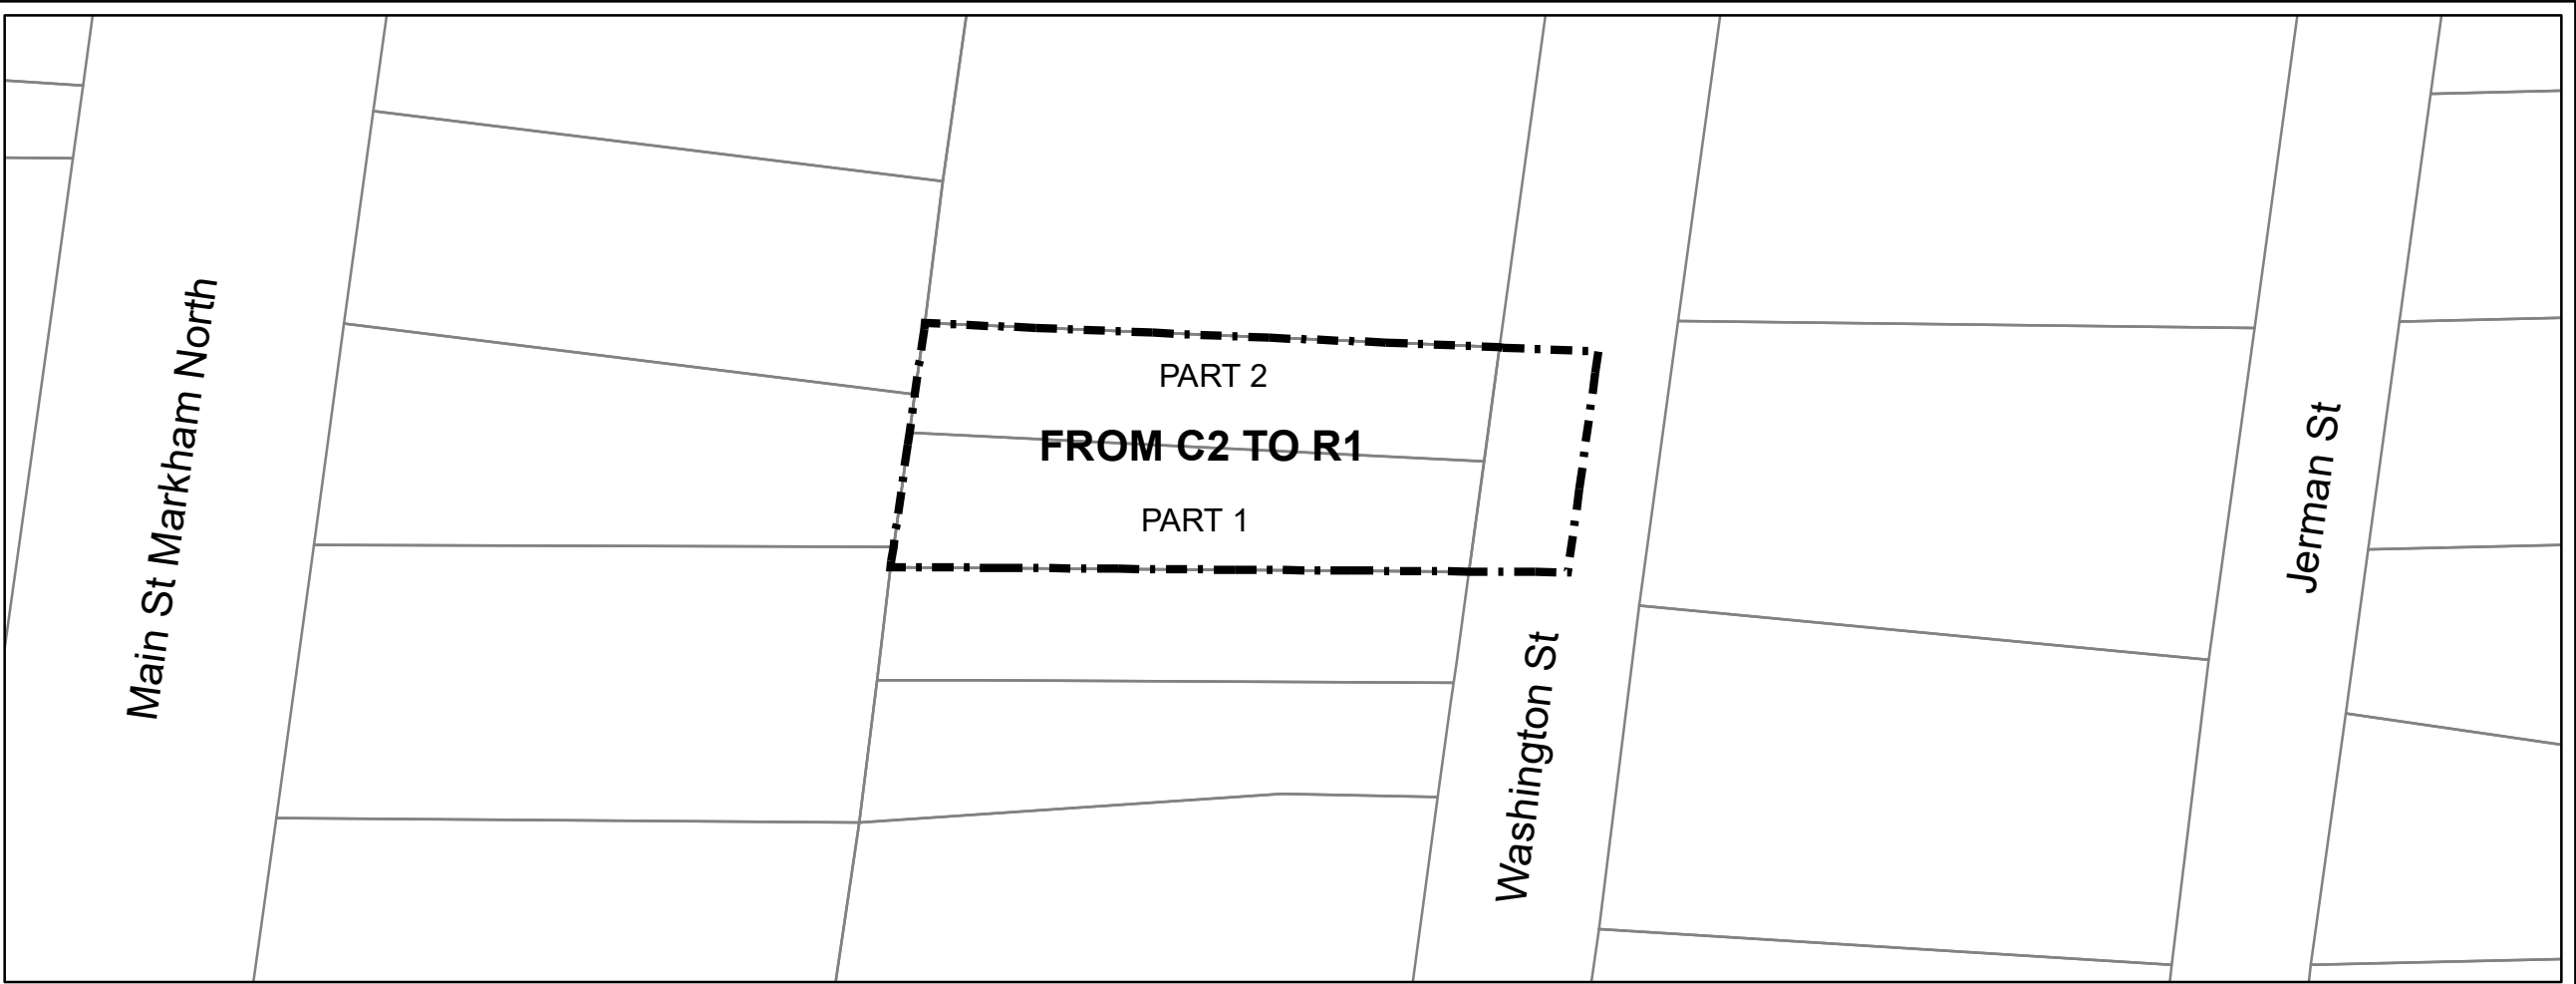 Main St Markham North
PART 2
FROM C2 TO R1
PART 1
Washington St
Jerman St